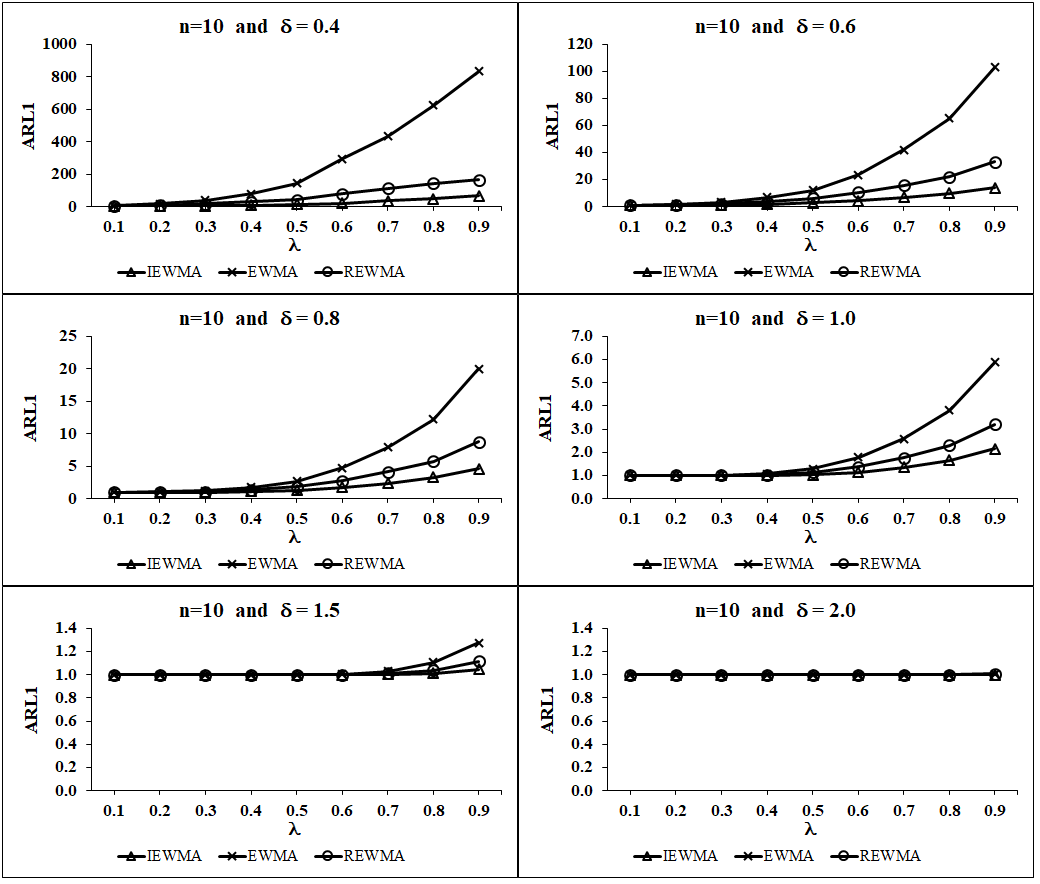 n=10 and δ = 0.4
1000
800
600
400
200
0
ARL1
0.1 0.2 0.3 0.4 0.5 0.6 0.7 0.8 0.9
λ
IEWMA EWMA REWMA
n=10 and δ = 0.6
120
100
80
60
40
20
0
ARL1
0.1 0.2 0.3 0.4 0.5 0.6 0.7 0.8 0.9
λ
IEWMA EWMA REWMA
n=10 and δ = 0.8
25
20
15
10
5
0
ARL1
0.1 0.2 0.3 0.4 0.5 0.6 0.7 0.8 0.9
λ
IEWMA EWMA REWMA
n=10 and δ = 1.0
7.0
6.0
5.0
4.0
3.0
2.0
1.0
0.0
ARL1
0.1 0.2 0.3 0.4 0.5 0.6 0.7 0.8 0.9
λ
IEWMA EWMA REWMA
n=10 and δ = 1.5
1.4
1.2
1.0
0.8
0.6
0.4
0.2
0.0
ARL1
0.1 0.2 0.3 0.4 0.5 0.6 0.7 0.8 0.9
λ
IEWMA EWMA REWMA
n=10 and δ = 2.0
1.4
1.2
1.0
0.8
0.6
0.4
0.2
0.0
ARL1
0.1 0.2 0.3 0.4 0.5 0.6 0.7 0.8 0.9
λ
IEWMA EWMA REWMA